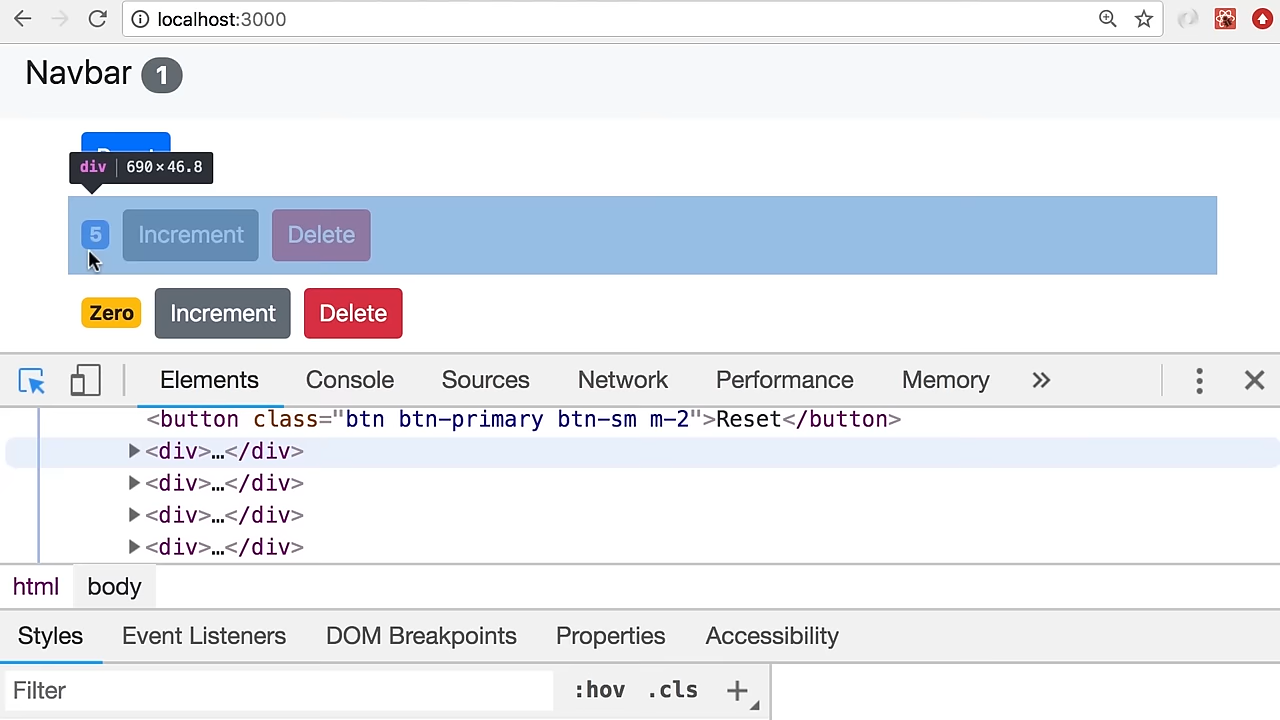 localhost:3000
Navbar 1
div 690×46.8
5 Increment Delete
Zero Increment Delete
Elements Console Sources Network Performance Memory »
<button class="btn btn-primary btn-sm m-2">Reset</button>
<div>…</div>
<div>…</div>
<div>…</div>
<div>…</div>
html body
Styles Event Listeners DOM Breakpoints Properties Accessibility
Filter :hov .cls +